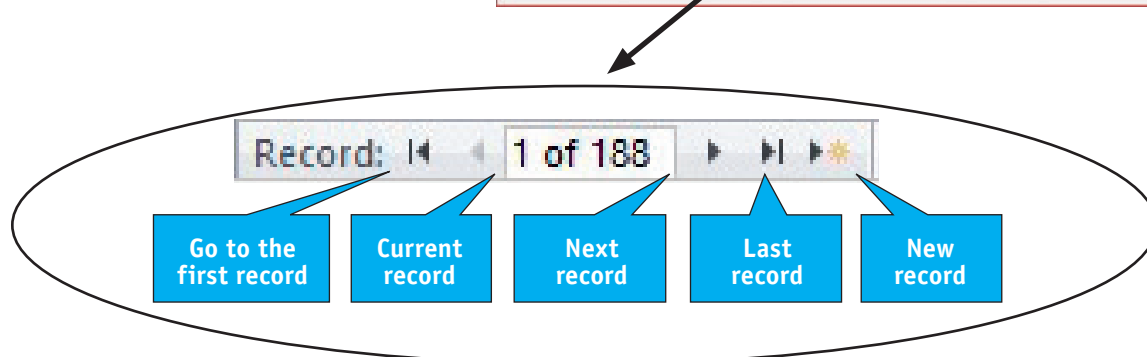 Record: 1 of 188
Go to the
first record
Current
record
Next
record
Last
record
New
record